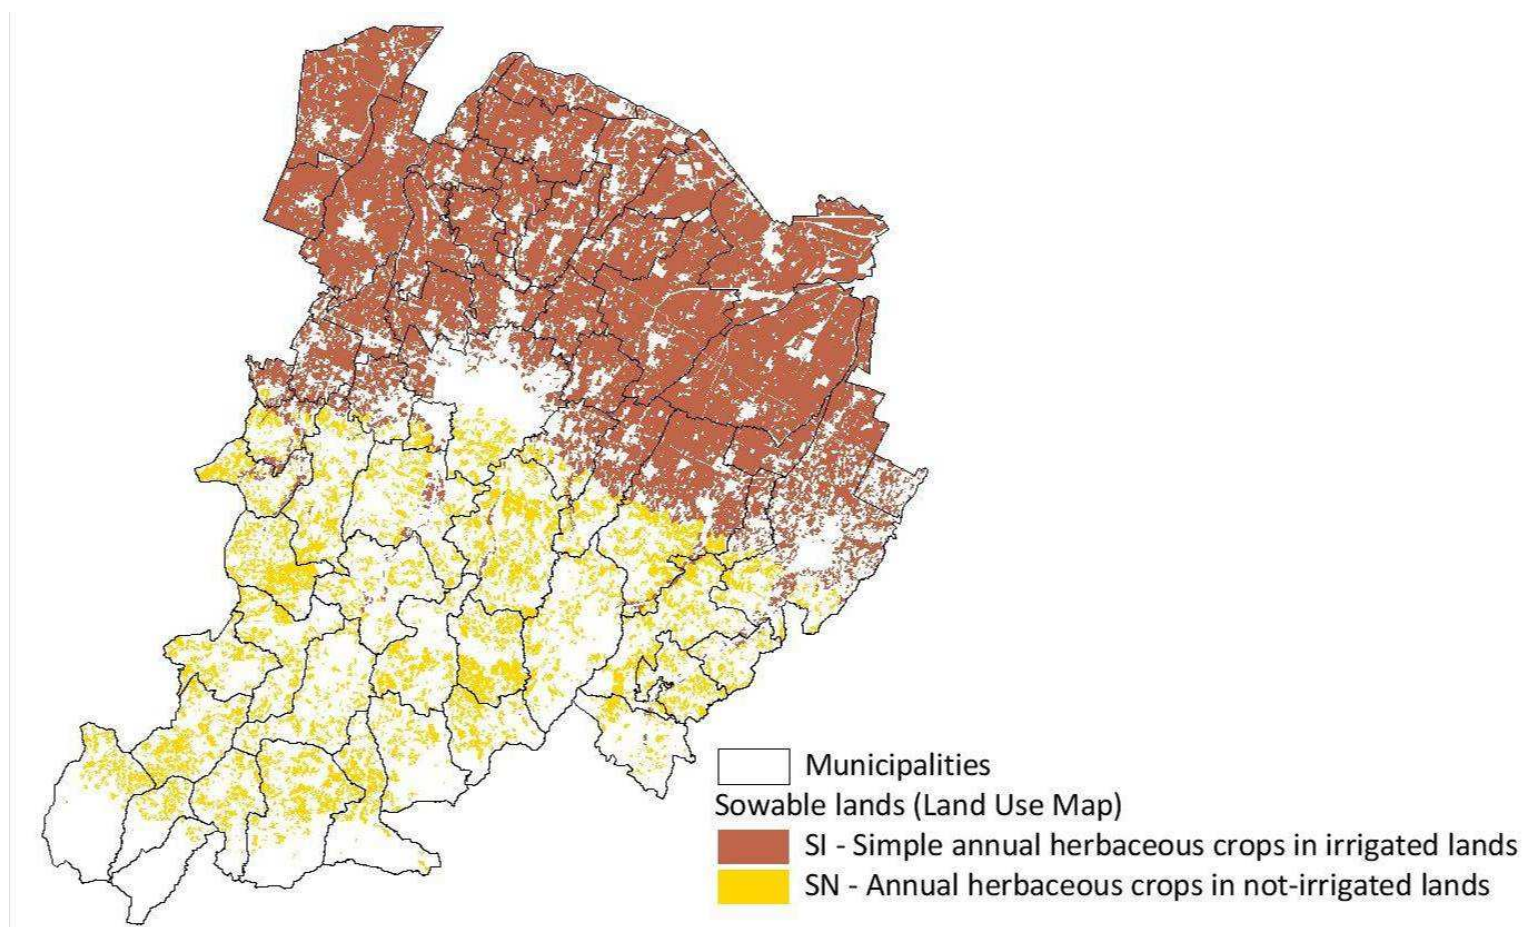 Municipalities
Sowable lands (Land Use Map)
SI - Simple annual herbaceous crops in irrigated lands
SN - Annual herbaceous crops in not-irrigated lands